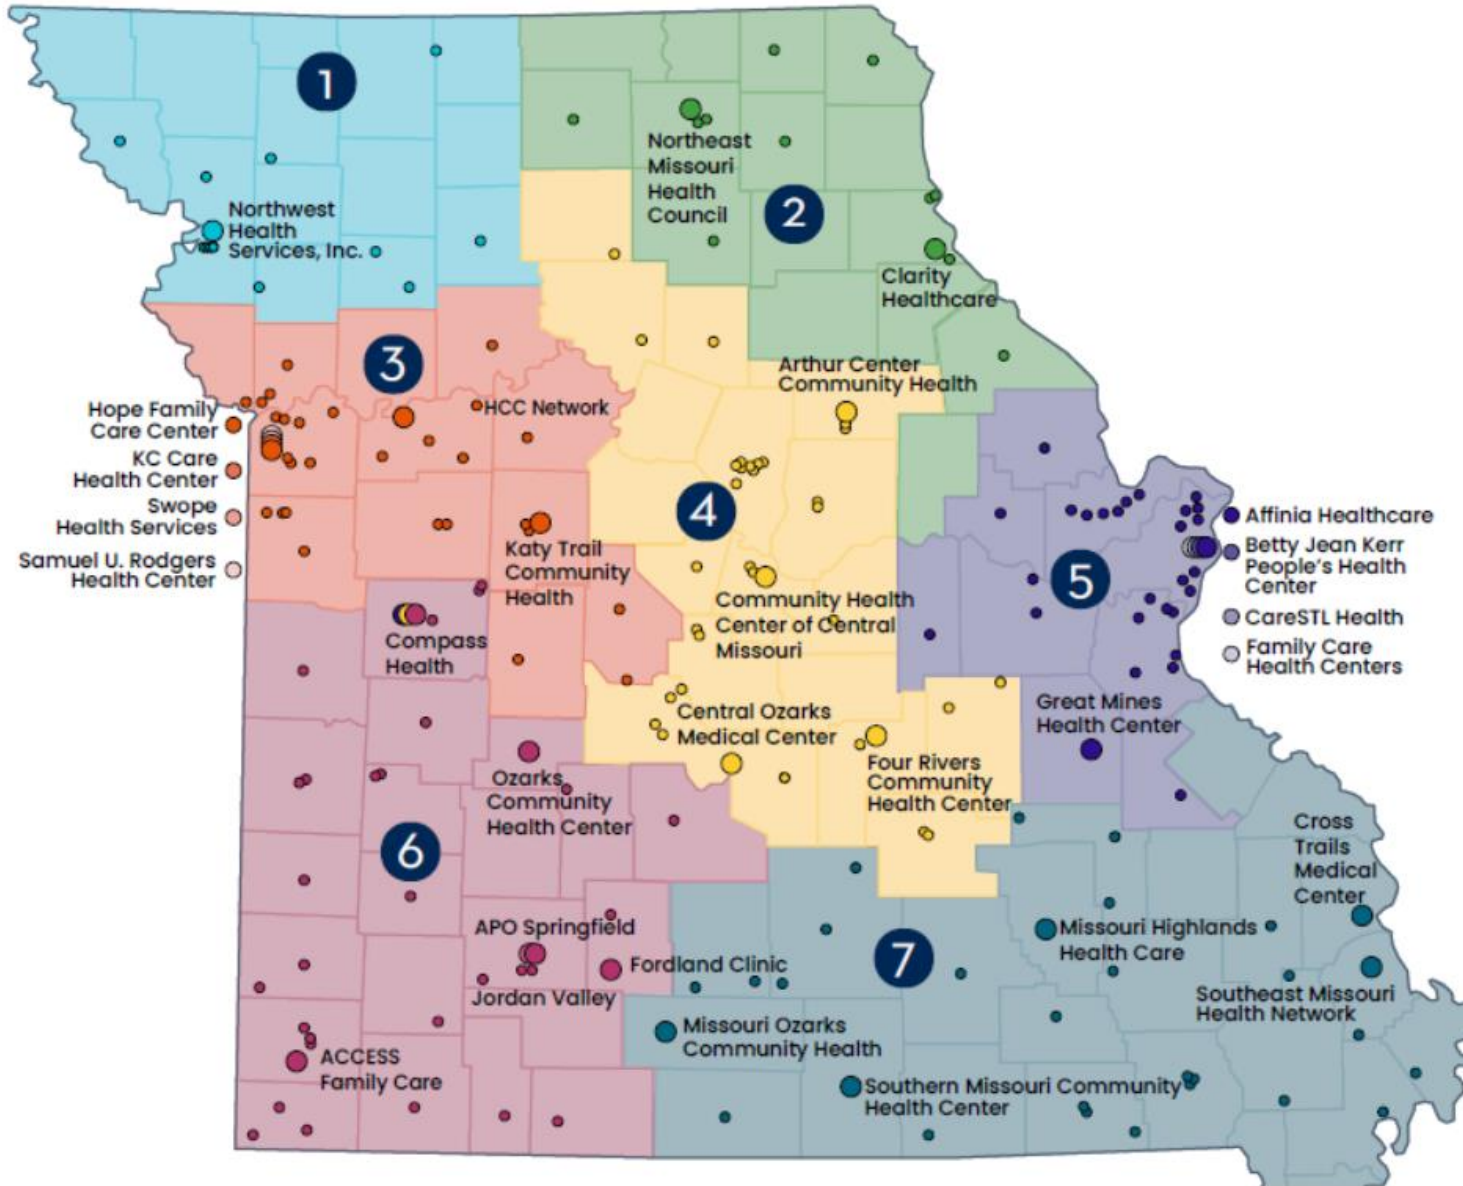 1
Northeast
Missouri
Health
Council
2
Northwest
Health
Services, Inc.
Clarity
Healthcare
3
Arthur Center
Community Health
Hope Family
Care Center
HCC Network
KC Care
Health Center
Swope
Health Services
Samuel U. Rodgers
Health Center
4
Katy Trail
Community
Health
Community Health
Center of Central
Missouri
5
Affinia Healthcare
Betty Jean Kerr
People's Health
Center
CareSTL Health
Family Care
Health Centers
Compass
Health
Central Ozarks
Medical Center
Great Mines
Health Center
Ozarks
Community
Health Center
Four Rivers
Community
Health Center
6
Cross
Trails
Medical
Center
APO Springfield
Fordland Clinic
Jordan Valley
7
Missouri Highlands
Health Care
Southeast Missouri
Health Network
Missouri Ozarks
Community Health
ACCESS
Family Care
Southern Missouri Community
Health Center